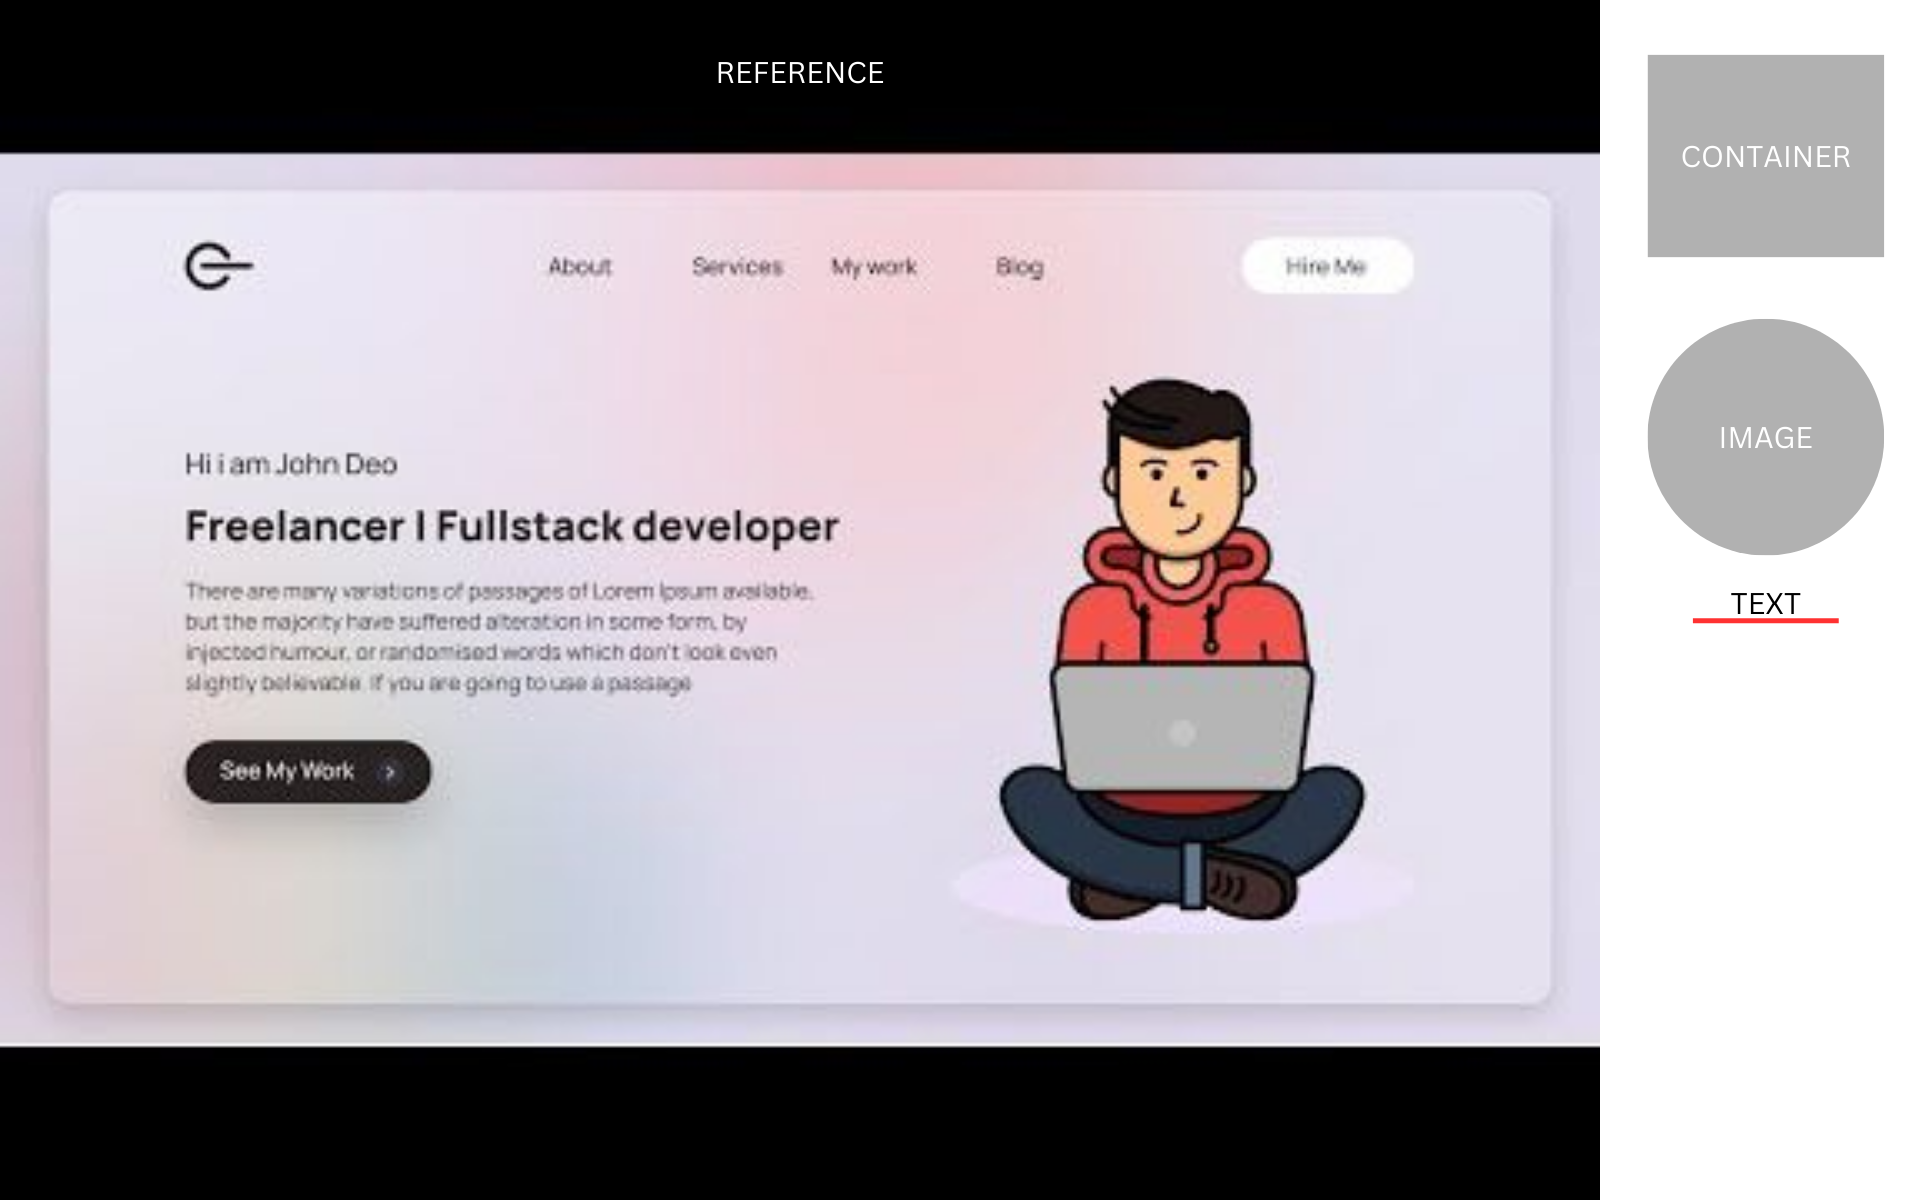 REFERENCE
CONTAINER
About Services My work Blog Hire Me
IMAGE
Hi i am John Deo
Freelancer I Fullstack developer
There are many variations of passages of Lorem Ipsum available,
but the majority have suffered alteration in some form, by
injected humour, or randomised words which don't look even
slightly believable. If you are going to use a passage
TEXT
See My Work